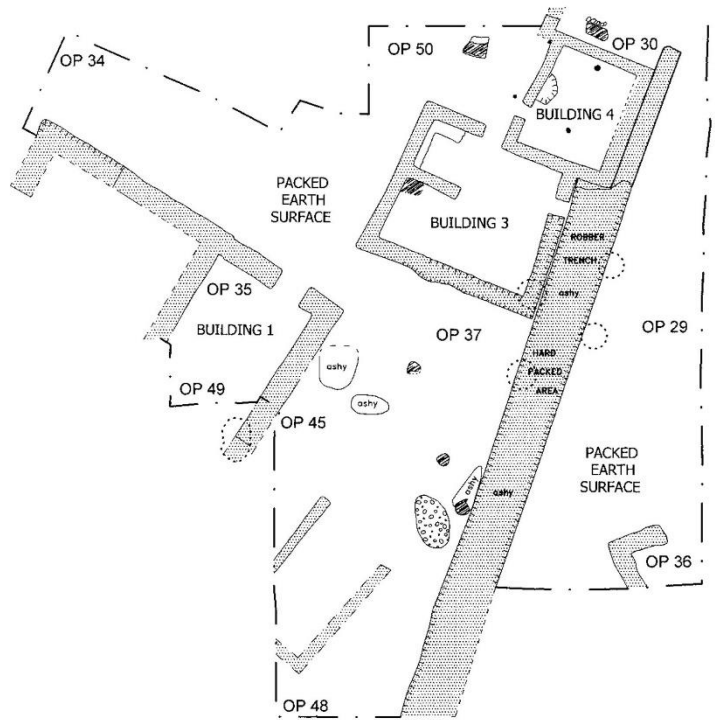 OP 34
OP 50
OP 30
BUILDING 4
PACKED
EARTH
SURFACE
BUILDING 3
ROBBER
TRENCH
ashy
OP 35
BUILDING 1
OP 37
OP 29
HARD
PACKED
AREA
ashy
ashy
OP 49
OP 45
PACKED
EARTH
SURFACE
ashy
ashy
OP 36
OP 48